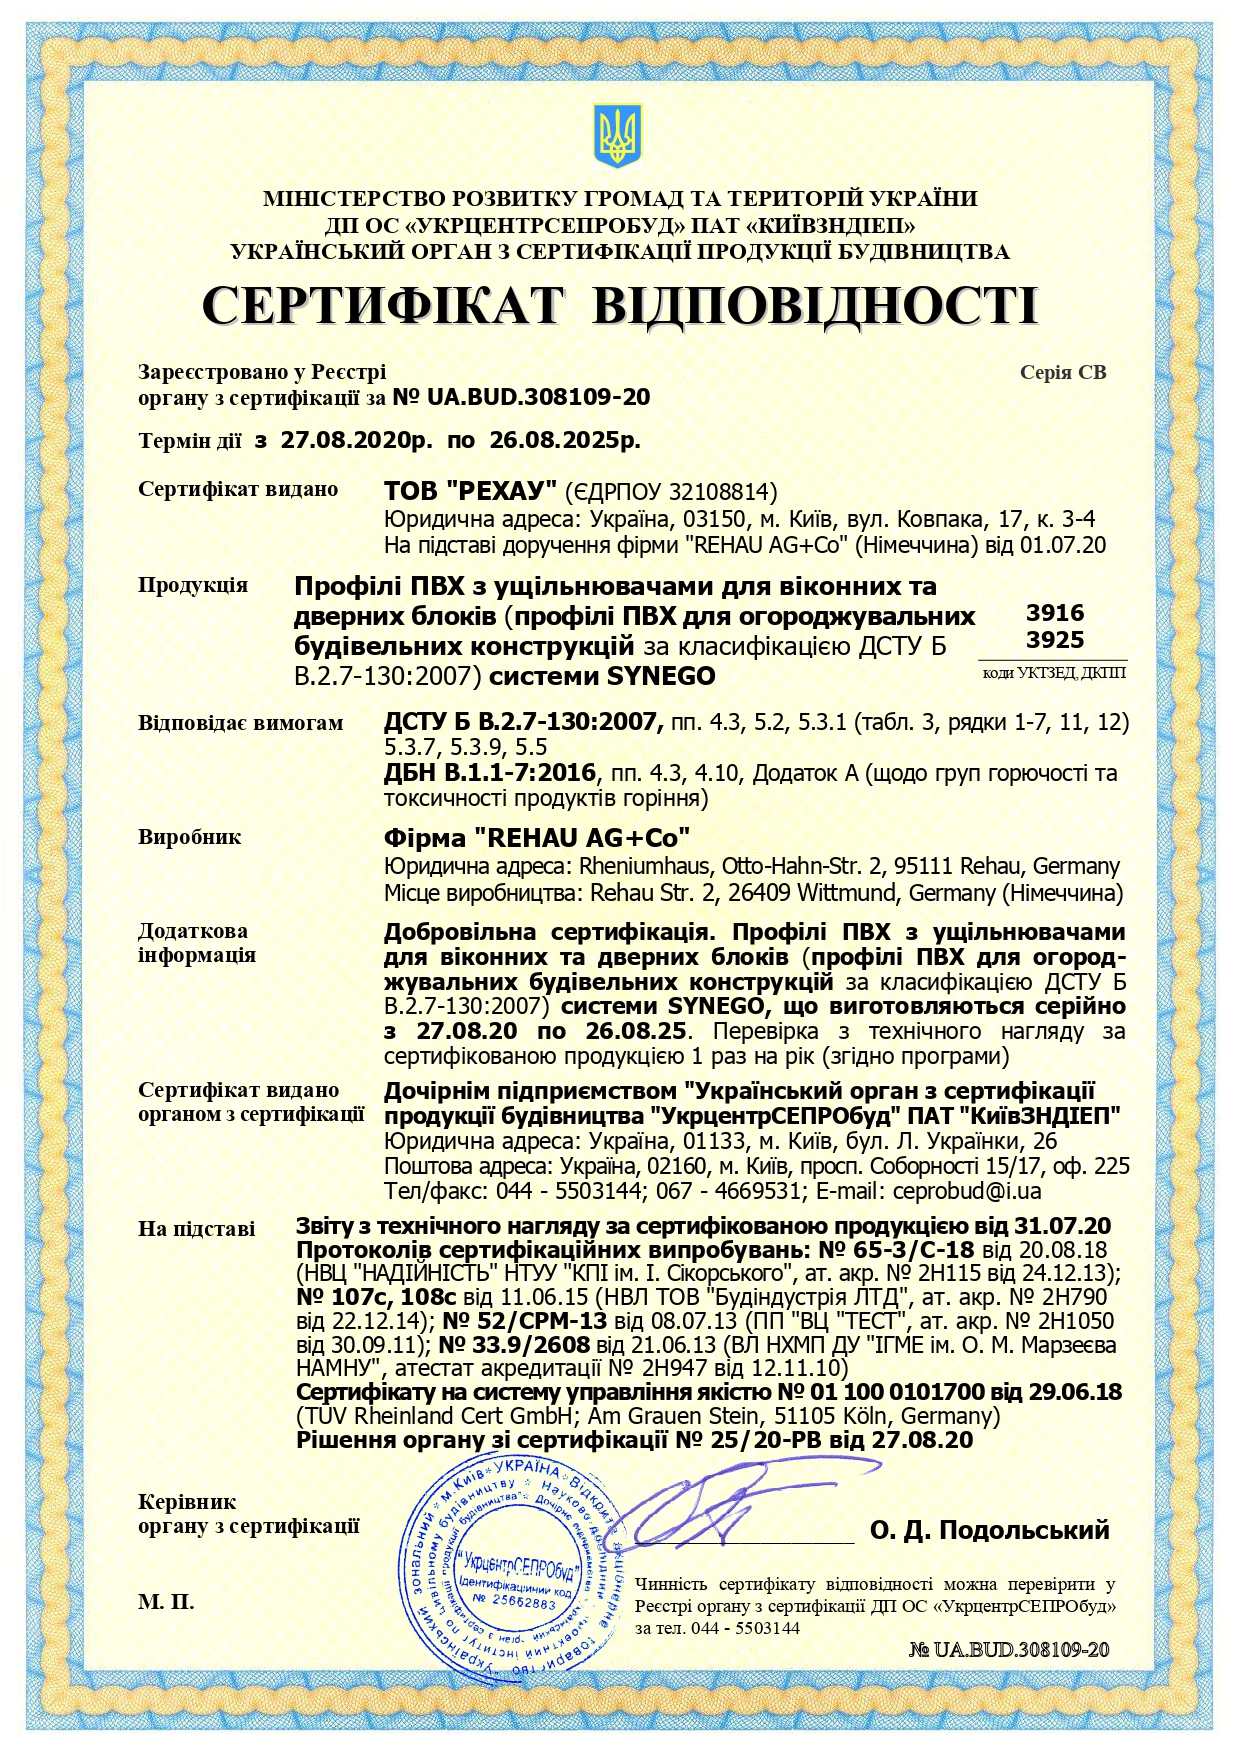 МІНІСТЕРСТВО РОЗВИТКУ ГРОМАД ТА ТЕРИТОРІЙ УКРАЇНИ
ДП ОС «УКРЦЕНТРСЕПРОБУД» ПАТ «КИЇВЗНДІЕП»
УКРАЇНСЬКИЙ ОРГАН З СЕРТИФІКАЦІЇ ПРОДУКЦІЇ БУДІВНИЦТВА
СЕРТИФІКАТ ВІДПОВІДНОСТІ
Зареєстровано у Реєстрі
Серія СВ
органу з сертифікації за № UA.BUD.308109-20
Термін дії з 27.08.2020р. по 26.08.2025р.
Сертифікат видано ТОВ "РЕХАУ" (ЄДРПОУ 32108814)
Юридична адреса: Україна, 03150, м. Київ, вул. Ковпака, 17, к. 3-4
На підставі доручення фірми "REHAU AG+Co" (Німеччина) від 01.07.20
Продукція Профілі ПВХ з ущільнювачами для віконних та
дверних блоків (профілі ПВХ для огороджувальних
будівельних конструкцій за класифікацією ДСТУ Б
В.2.7-130:2007) системи SYNEGO
3916
3925
коди УКТЗЕД, ДКПП
Відповідає вимогам ДСТУ Б В.2.7-130:2007, пп. 4.3, 5.2, 5.3.1 (табл. 3, рядки 1-7, 11, 12)
5.3.7, 5.3.9, 5.5
ДБН В.1.1-7:2016, пп. 4.3, 4.10, Додаток А (щодо груп горючості та
токсичності продуктів горіння)
Виробник Фірма "REHAU AG+Co"
Юридична адреса: Rheniumhaus, Otto-Hahn-Str. 2, 95111 Rehau, Germany
Місце виробництва: Rehau Str. 2, 26409 Wittmund, Germany (Німеччина)
Додаткова
інформація
Добровільна сертифікація. Профілі ПВХ з ущільнювачами
для віконних та дверних блоків (профілі ПВХ для огород-
жувальних будівельних конструкцій за класифікацією ДСТУ Б
В.2.7-130:2007) системи SYNEGO, що виготовляються серійно
з 27.08.20 по 26.08.25. Перевірка з технічного нагляду за
сертифікованою продукцією 1 раз на рік (згідно програми)
Сертифікат видано
органом з сертифікації
Дочірнім підприємством "Український орган з сертифікації
продукції будівництва "УкрцентрСЕПРОбуд" ПАТ "КиївЗНДІЕП"
Юридична адреса: Україна, 01133, м. Київ, бул. Л. Українки, 26
Поштова адреса: Україна, 02160, м. Київ, просп. Соборності 15/17, оф. 225
Тел/факс: 044 - 5503144; 067 - 4669531; E-mail: ceprobud@i.ua
На підставі Звіту з технічного нагляду за сертифікованою продукцією від 31.07.20
Протоколів сертифікаційних випробувань: № 65-3/С-18 від 20.08.18
(НВЦ "НАДІЙНІСТЬ" НТУУ "КПІ ім. І. Сікорського", ат. акр. № 2Н115 від 24.12.13);
№ 107с, 108с від 11.06.15 (НВЛ ТОВ "Будіндустрія ЛТД", ат. акр. № 2Н790
від 22.12.14); № 52/СРМ-13 від 08.07.13 (ПП "ВЦ "ТЕСТ", ат. акр. № 2Н1050
від 30.09.11); № 33.9/2608 від 21.06.13 (ВЛ НХМП ДУ "ІГМЕ ім. О. М. Марзеєва
НАМНУ", атестат акредитації № 2Н947 від 12.11.10)
Сертифікату на систему управління якістю № 01 100 0101700 від 29.06.18
(TUV Rheinland Cert GmbH; Am Grauen Stein, 51105 Köln, Germany)
Рішення органу зі сертифікації № 25/20-РВ від 27.08.20
Керівник
органу з сертифікації
О. Д. Подольський
М. П.
м. Київ * УКРАЇНА * Відкрите акціонерне товариство "Український зональний
Науково-дослідний і проектний інститут по цивільному будівництву
Дочірнє підприємство "Український орган з сертифікації продукції будівництва"
"УкрцентрСЕПРОбуд"
Ідентифікаційний код
№ 25662883
Чинність сертифікату відповідності можна перевірити у
Реєстрі органу з сертифікації ДП ОС «УкрцентрСЕПРОбуд»
за тел. 044 - 5503144
№ UA.BUD.308109-20